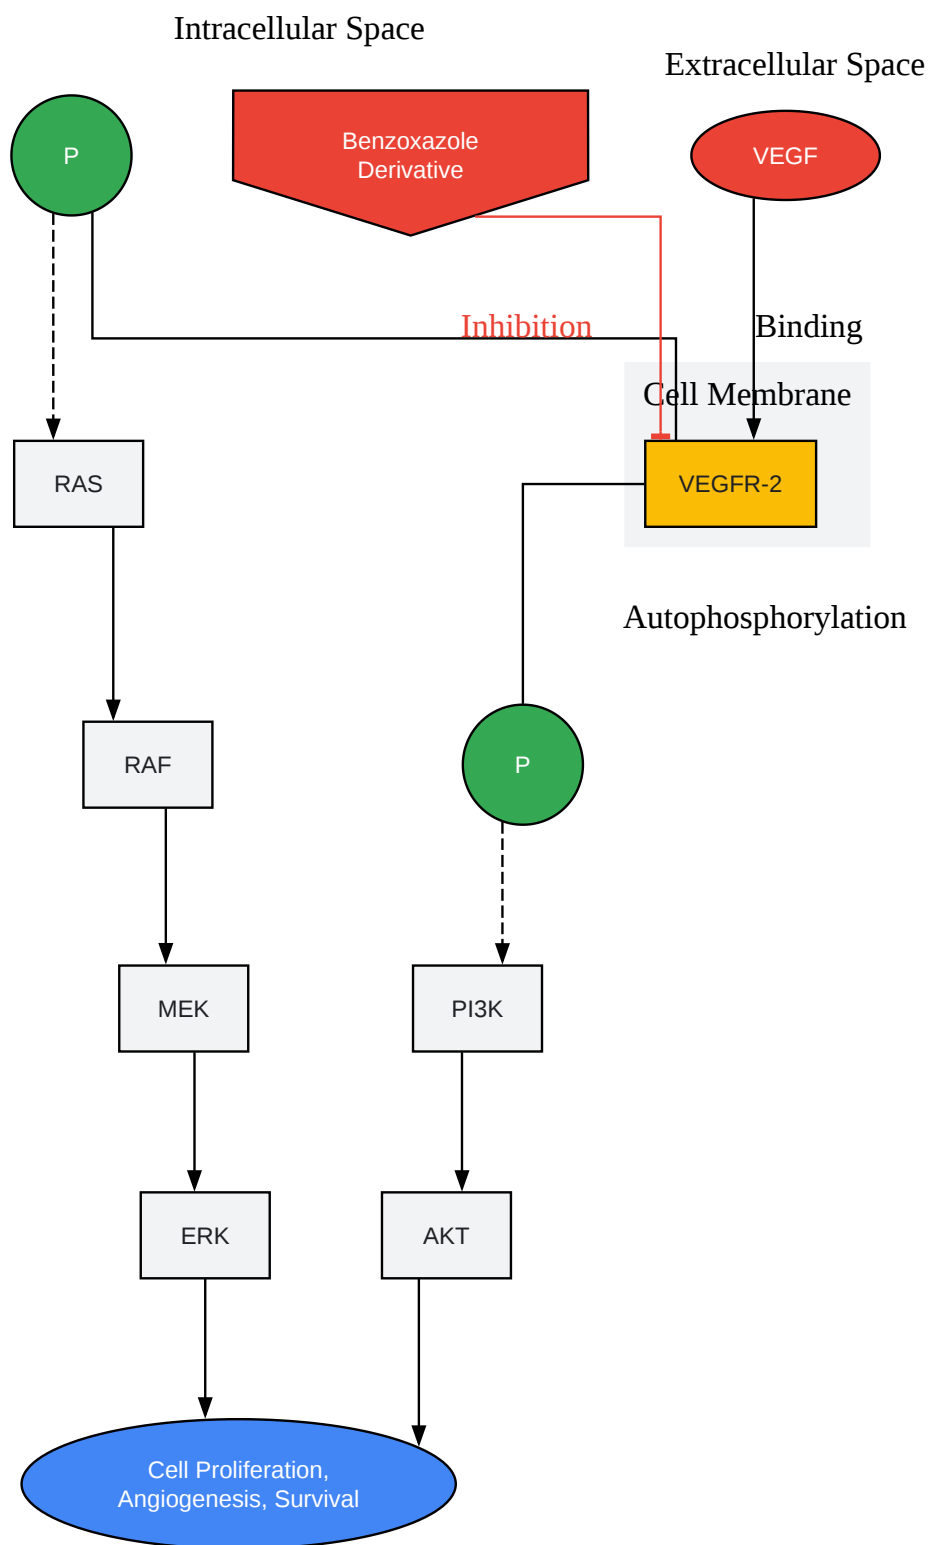 Intracellular Space
Extracellular Space
P
Benzoxazole
Derivative
VEGF
Inhibition
Binding
Cell Membrane
RAS
VEGFR-2
Autophosphorylation
RAF
P
MEK
PI3K
ERK
AKT
Cell Proliferation,
Angiogenesis, Survival